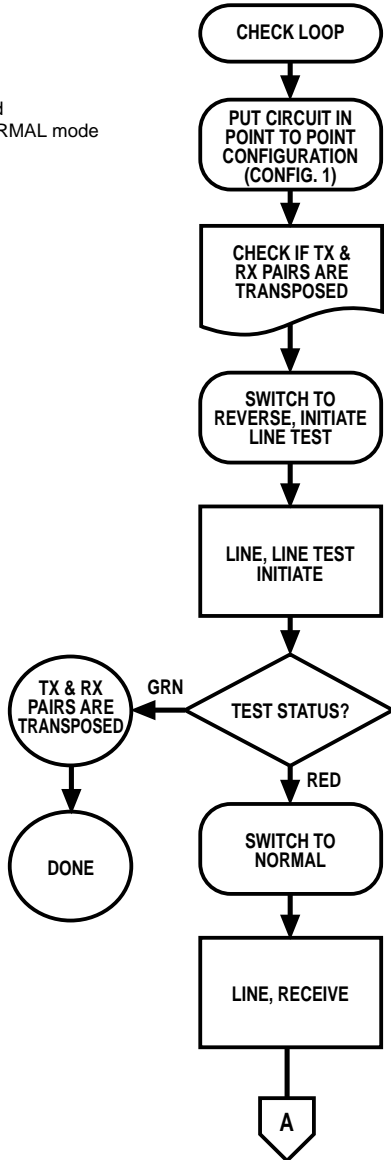 CHECK LOOP
d
RMAL mode
PUT CIRCUIT IN
POINT TO POINT
CONFIGURATION
(CONFIG. 1)
CHECK IF TX &
RX PAIRS ARE
TRANSPOSED
SWITCH TO
REVERSE, INITIATE
LINE TEST
LINE, LINE TEST
INITIATE
TX & RX
PAIRS ARE
TRANSPOSED
GRN
TEST STATUS?
RED
DONE
SWITCH TO
NORMAL
LINE, RECEIVE
A